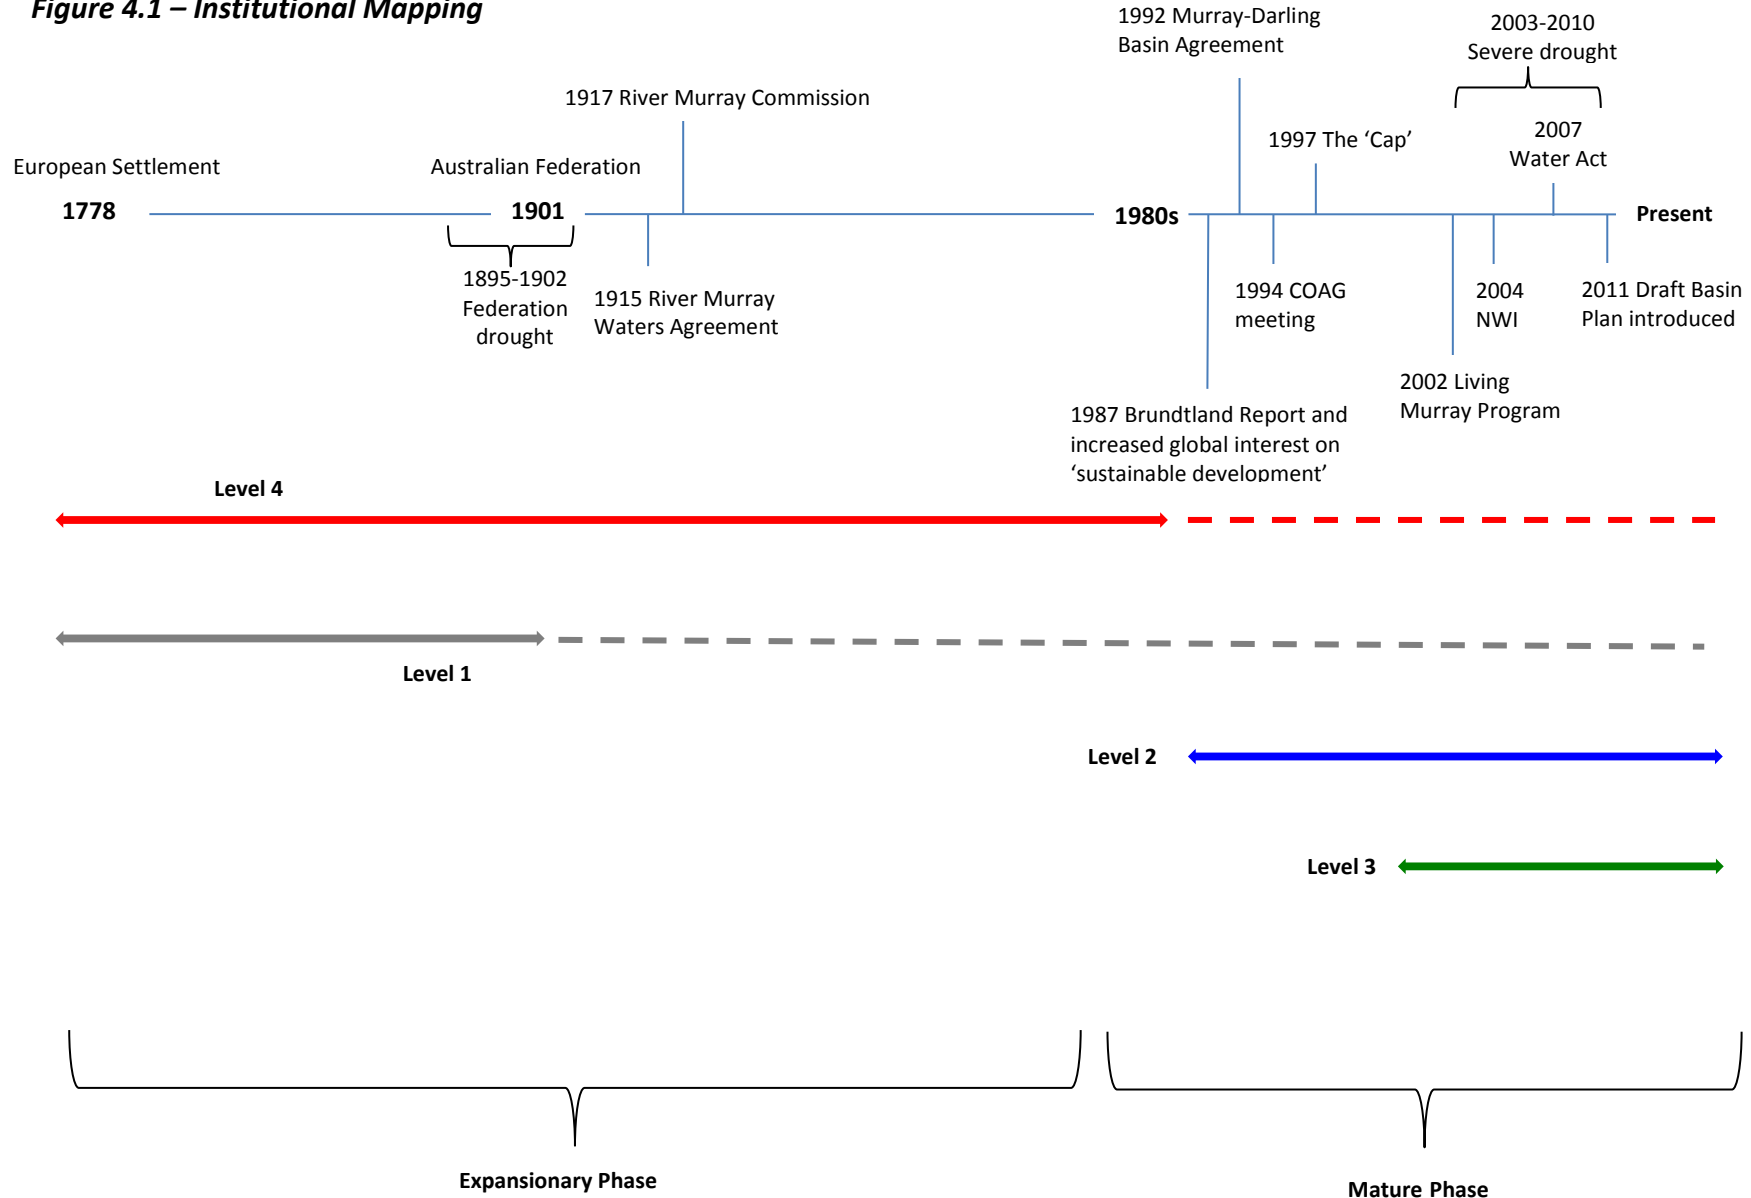 Figure 4.1 – Institutional Mapping
1992 Murray-Darling
Basin Agreement
2003-2010
Severe drought
1917 River Murray Commission
1997 The ‘Cap’
2007
Water Act
European Settlement
1778
Australian Federation
1901
1980s
Present
1895-1902
Federation
drought
1915 River Murray
Waters Agreement
1994 COAG
meeting
2004
NWI
2011 Draft Basin
Plan introduced
2002 Living
Murray Program
1987 Brundtland Report and
increased global interest on
‘sustainable development’
Level 4
Level 1
Level 2
Level 3
Expansionary Phase
Mature Phase